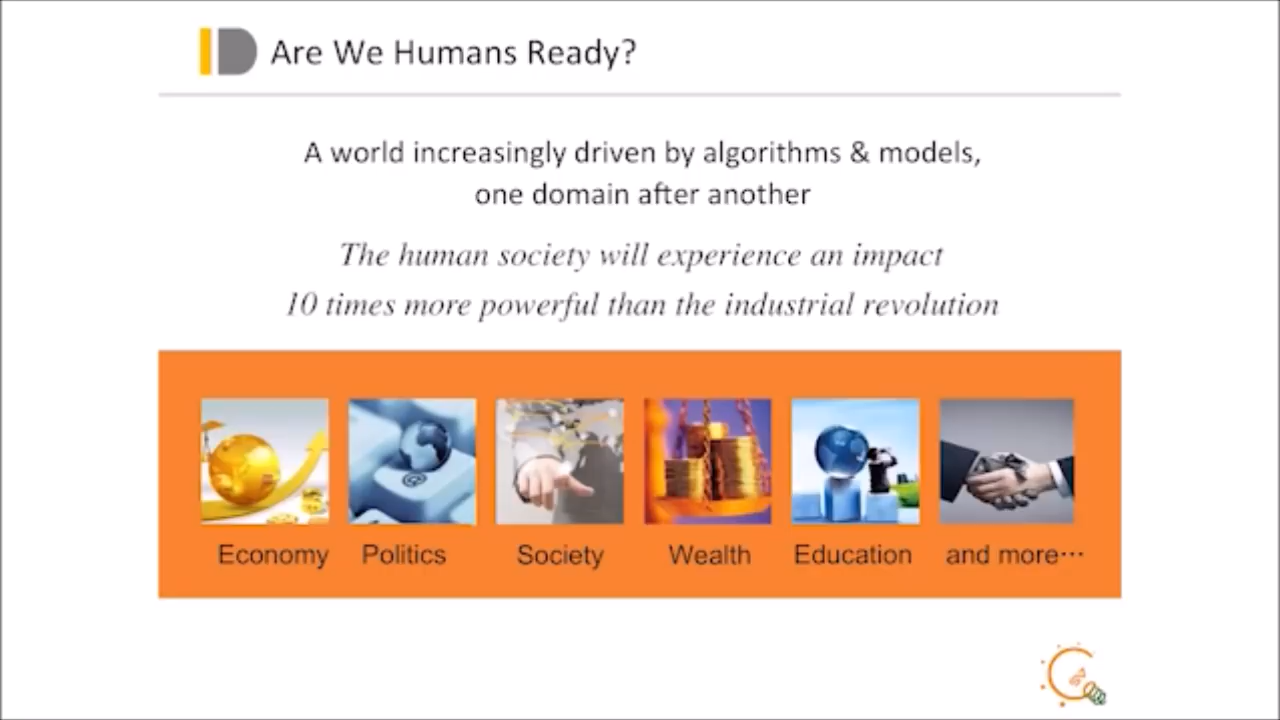 Are We Humans Ready?
A world increasingly driven by algorithms & models,
one domain after another
The human society will experience an impact
10 times more powerful than the industrial revolution
Economy Politics Society Wealth Education and more⋯